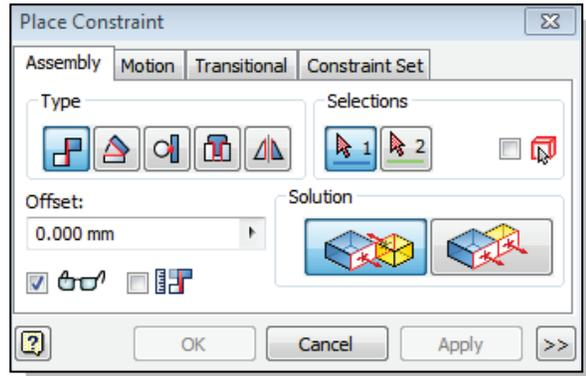 Place Constraint
Assembly Motion Transitional Constraint Set
Type Selections
1 2
Offset: Solution
0.000 mm
? OK Cancel Apply >>